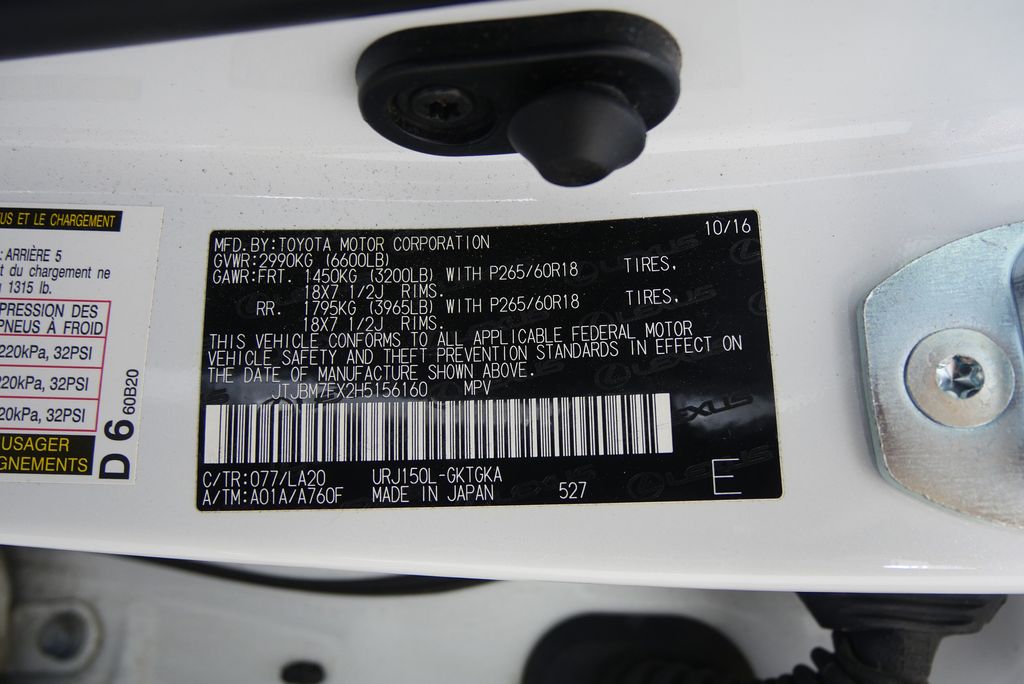 US ET LE CHARGEMENT
: ARRIÈRE 5
t du chargement ne
1315 lb.
PRESSION DES
PNEUS À FROID
220kPa, 32PSI
220kPa, 32PSI
20kPa, 32PSI
USAGER
GNEMENTS
D 6 60B20
10/16
MFD.BY:TOYOTA MOTOR CORPORATION
GVWR:2990KG (6600LB)
GAWR:FRT. 1450KG (3200LB) WITH P265/60R18 TIRES,
18X7 1/2J RIMS.
RR. 1795KG (3965LB) WITH P265/60R18 TIRES,
18X7 1/2J RIMS.
THIS VEHICLE CONFORMS TO ALL APPLICABLE FEDERAL MOTOR
VEHICLE SAFETY AND THEFT PREVENTION STANDARDS IN EFFECT ON
THE DATE OF MANUFACTURE SHOWN ABOVE.
JTJBM7FX2H5156160 MPV
C/TR:077/LA20 URJ150L-GKTGKA
A/TM:A01A/A760F MADE IN JAPAN 527 E